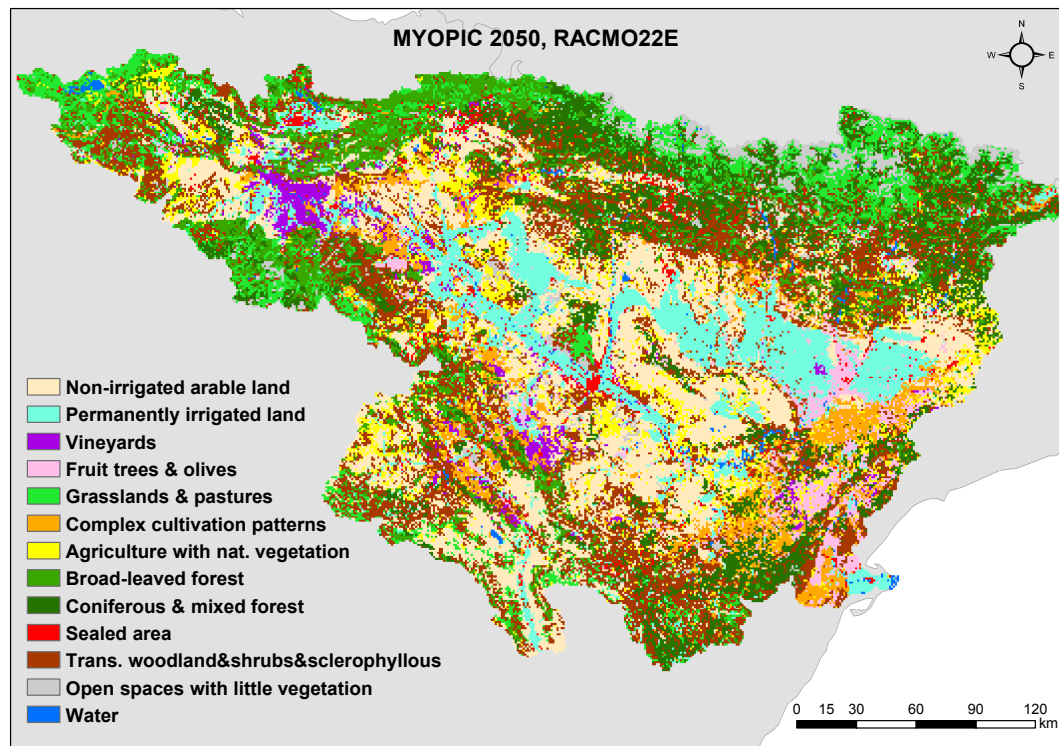 MYOPIC 2050, RACMO22E
N
W E
S
Non-irrigated arable land
Permanently irrigated land
Vineyards
Fruit trees & olives
Grasslands & pastures
Complex cultivation patterns
Agriculture with nat. vegetation
Broad-leaved forest
Coniferous & mixed forest
Sealed area
Trans. woodland&shrubs&sclerophyllous
Open spaces with little vegetation
Water
0 15 30 60 90 120
km